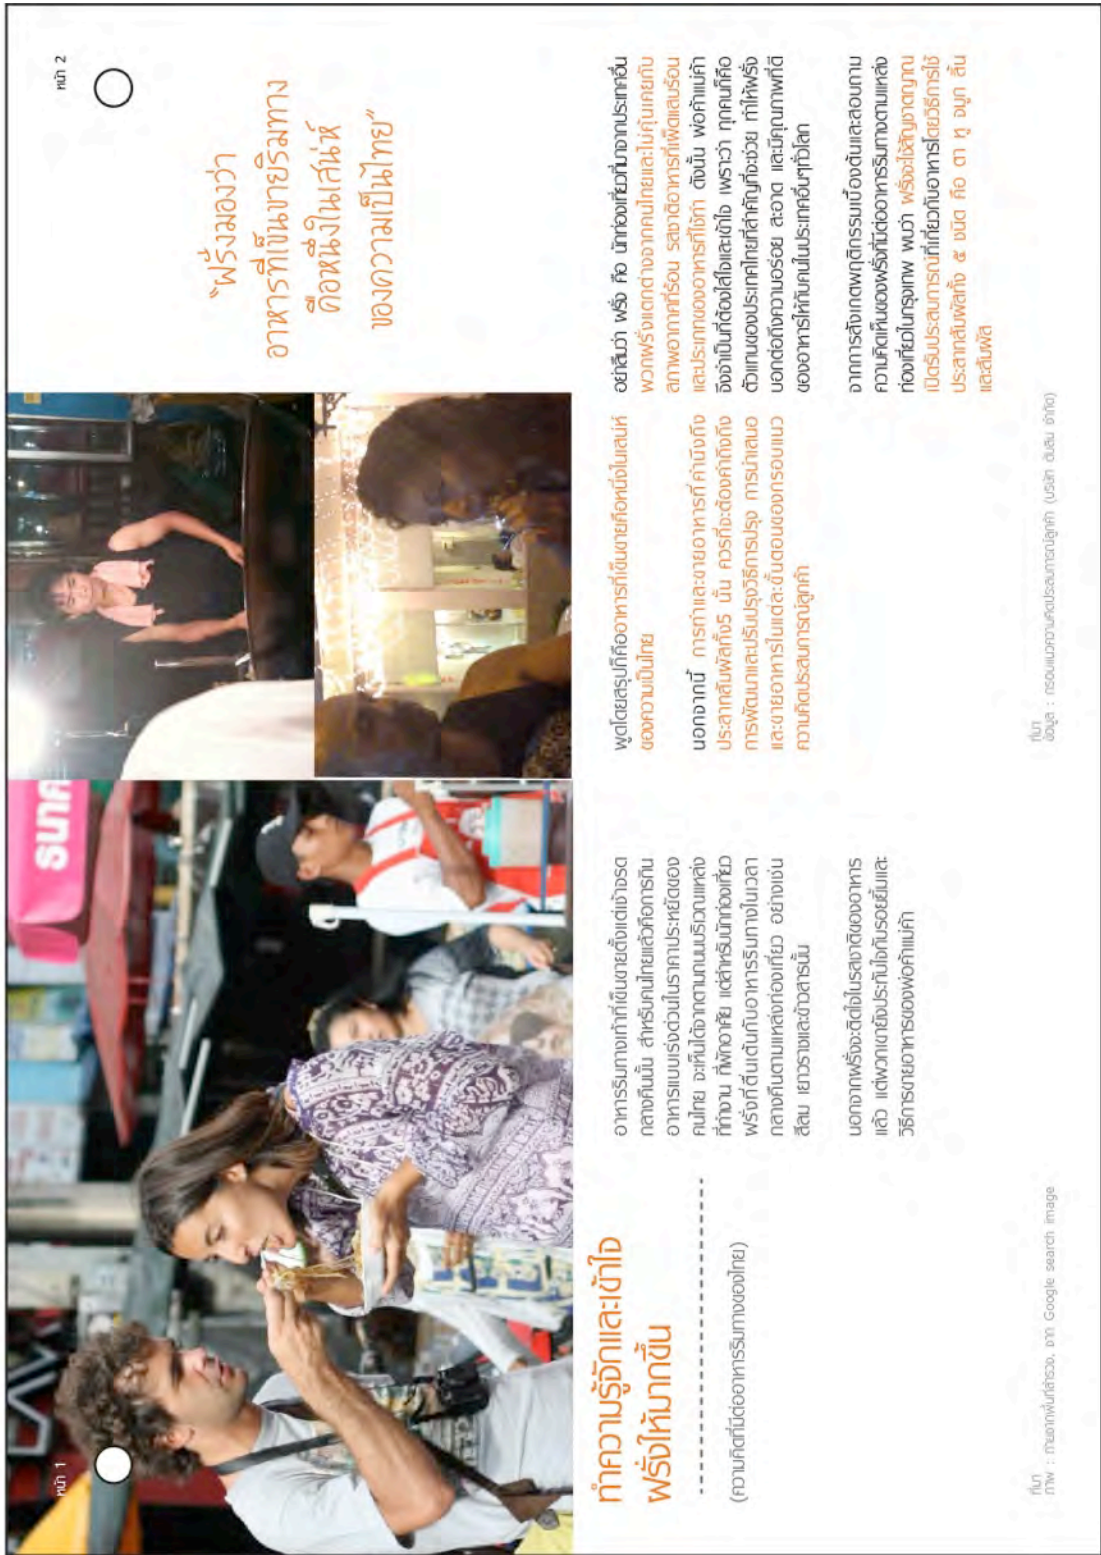 หน้า 1
ธนาค
ทำความรู้จักและเข้าใจ
ฝรั่งให้มากขึ้น
(ความคิดที่มีต่ออาหารริมทางของไทย)
อาหารริมทางเท้าที่เข็นขายตั้งแต่เช้าจรด
กลางคืนนั้น สำหรับคนไทยแล้วคือการกิน
อาหารแบบเร่งด่วนในราคาประหยัดของ
คนไทย จะเห็นได้จากตามถนนบริเวณแหล่ง
ที่ทำงาน ที่พักอาศัย แต่สำหรับนักท่องเที่ยว
ฝรั่งที่ตื่นเต้นกับอาหารริมทางในเวลา
กลางคืนตามแหล่งท่องเที่ยว อย่างเช่น
สีลม เยาวราชและข้าวสารนั้น
นอกจากฝรั่งจะติดใจในรสชาติของอาหาร
แล้ว แต่พวกเขายังประทับใจกับรอยยิ้มและ
วิธีการขายอาหารของพ่อค้าแม่ค้า
ที่มา
ภาพ : ถ่ายจากพื้นที่สำรวจ, จาก Google search image
หน้า 2
“ฝรั่งมองว่า
อาหารที่เข็นขายริมทาง
คือหนึ่งในเสน่ห์
ของความเป็นไทย”
พูดโดยสรุปก็คืออาหารที่เข็นขายคือหนึ่งในเสน่ห์
ของความเป็นไทย
นอกจากนี้ การทำและขายอาหารที่คำนึงถึง
ประสาทสัมผัสทั้ง5 นั้น ควรที่จะต้องคำถึงถึง
การพัฒนาและปรับปรุงวิธีการปรุง การนำเสนอ
และขายอาหารในแต่ละขั้นตอนของกรอบแนว
ความคิดประสบการณ์ลูกค้า
อย่าลืมว่า ฝรั่ง คือ นักท่องเที่ยวที่มาจากประเทศอื่น
พวกฝรั่งแตกต่างจากคนไทยและไม่คุ้นเคยกับ
สภาพอากาศที่ร้อน รสชาติอาหารที่เผ็ดแสบร้อน
และประเภทของอาหารที่ใช้ทำ ดังนั้น พ่อค้าแม่ค้า
จึงจำเป็นที่ต้องใส่ใจและเข้าใจ เพราะว่า ทุกคนก็คือ
ตัวแทนของประเทศไทยที่สำคัญที่จะช่วย ทำให้ฝรั่ง
บอกต่อถึงความอร่อย สะอาด และมีคุณภาพที่ดี
ของอาหารให้กับคนในประเทศอื่นๆทั่วโลก
จากการสังเกตพฤติกรรมเบื้องต้นและสอบถาม
ความคิดเห็นของฝรั่งที่มีต่ออาหารริมทางตามแหล่ง
ท่องเที่ยวในกรุงเทพ พบว่า ฝรั่งจะใช้สัญชาตญาณ
เปิดรับประสบการณ์ที่เกี่ยวกับอาหารโดยวิธีการใช้
ประสาทสัมผัสทั้ง ๕ ชนิด คือ ตา หู จมูก ลิ้น
และสัมผัส
ที่มา
ข้อมูล : กรอบแนวความคิดประสบการณ์ลูกค้า (บริษัท ดับสิน จำกัด)